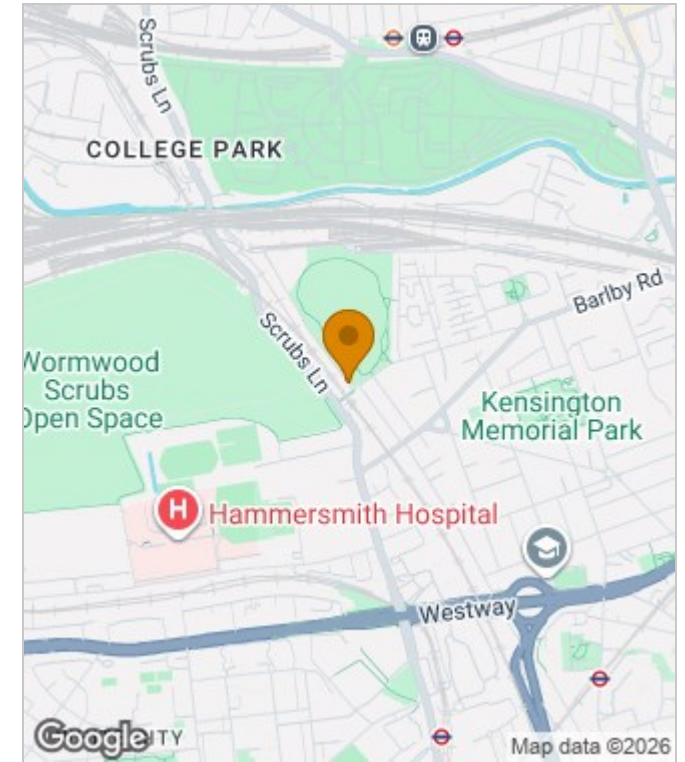 Scrubs Ln
COLLEGE PARK
Barlby Rd
Scrubs Ln
Wormwood
Scrubs
Open Space
Kensington
Memorial Park
H
Hammersmith Hospital
Westway
Google
Map data ©2026